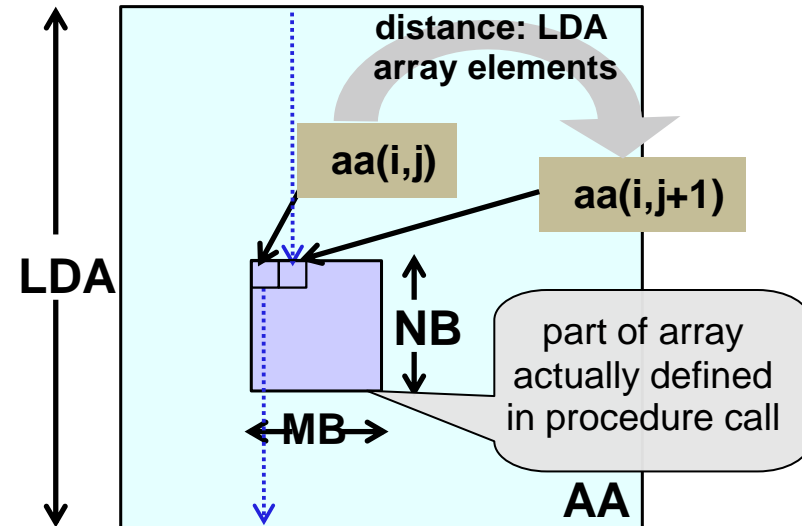 distance: LDA
array elements
aa(i,j)
aa(i,j+1)
LDA
NB
part of array
actually defined
in procedure call
MB
AA